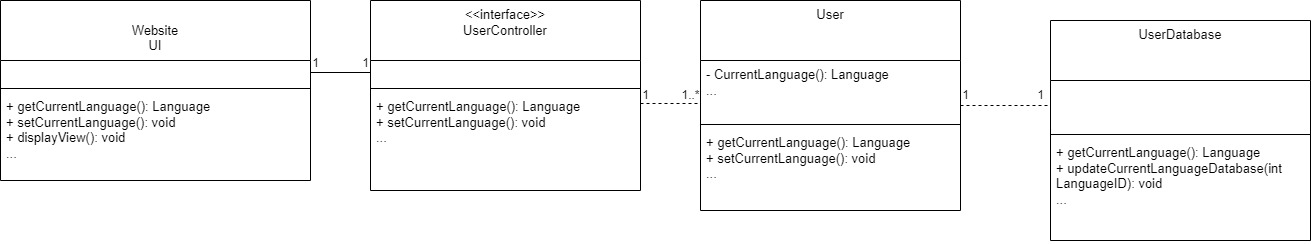 Website
UI
+ getCurrentLanguage(): Language
+ setCurrentLanguage(): void
+ displayView(): void
...
1
1
<<interface>>
UserController
+ getCurrentLanguage(): Language
+ setCurrentLanguage(): void
...
1
1..*
User
- CurrentLanguage(): Language
...
+ getCurrentLanguage(): Language
+ setCurrentLanguage(): void
...
1
1
UserDatabase
+ getCurrentLanguage(): Language
+ updateCurrentLanguageDatabase(int
LanguageID): void
...